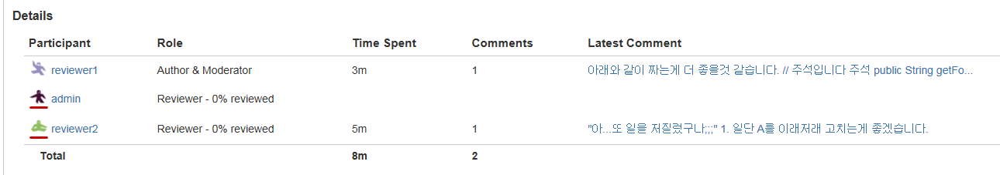 Details
Participant Role Time Spent Comments Latest Comment
reviewer1 Author & Moderator 3m 1 아래와 같이 짜는게 더 좋을것 같습니다. // 주석입니다 주석 public String getFo...
admin Reviewer - 0% reviewed
reviewer2 Reviewer - 0% reviewed 5m 1 "아...또 일을 저질렀구나;;;" 1. 일단 A를 이래저래 고치는게 좋겠습니다.
Total 8m 2